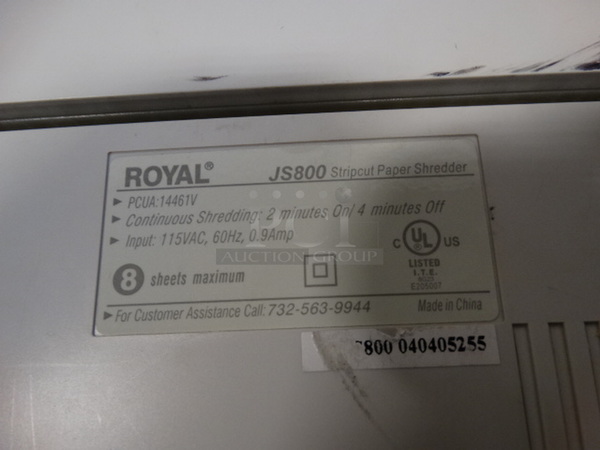 ROYAL® JS800 Stripcut Paper Shredder
▶ PCUA:14461V
▶ Continuous Shredding: 2 minutes On/ 4 minutes Off
▶ Input: 115VAC, 60Hz, 0.9Amp
AUCTION GROUP
C UL US
LISTED
I.T.E.
E205007
8 sheets maximum
▶ For Customer Assistance Call: 732-563-9944 Made in China
800 040405255